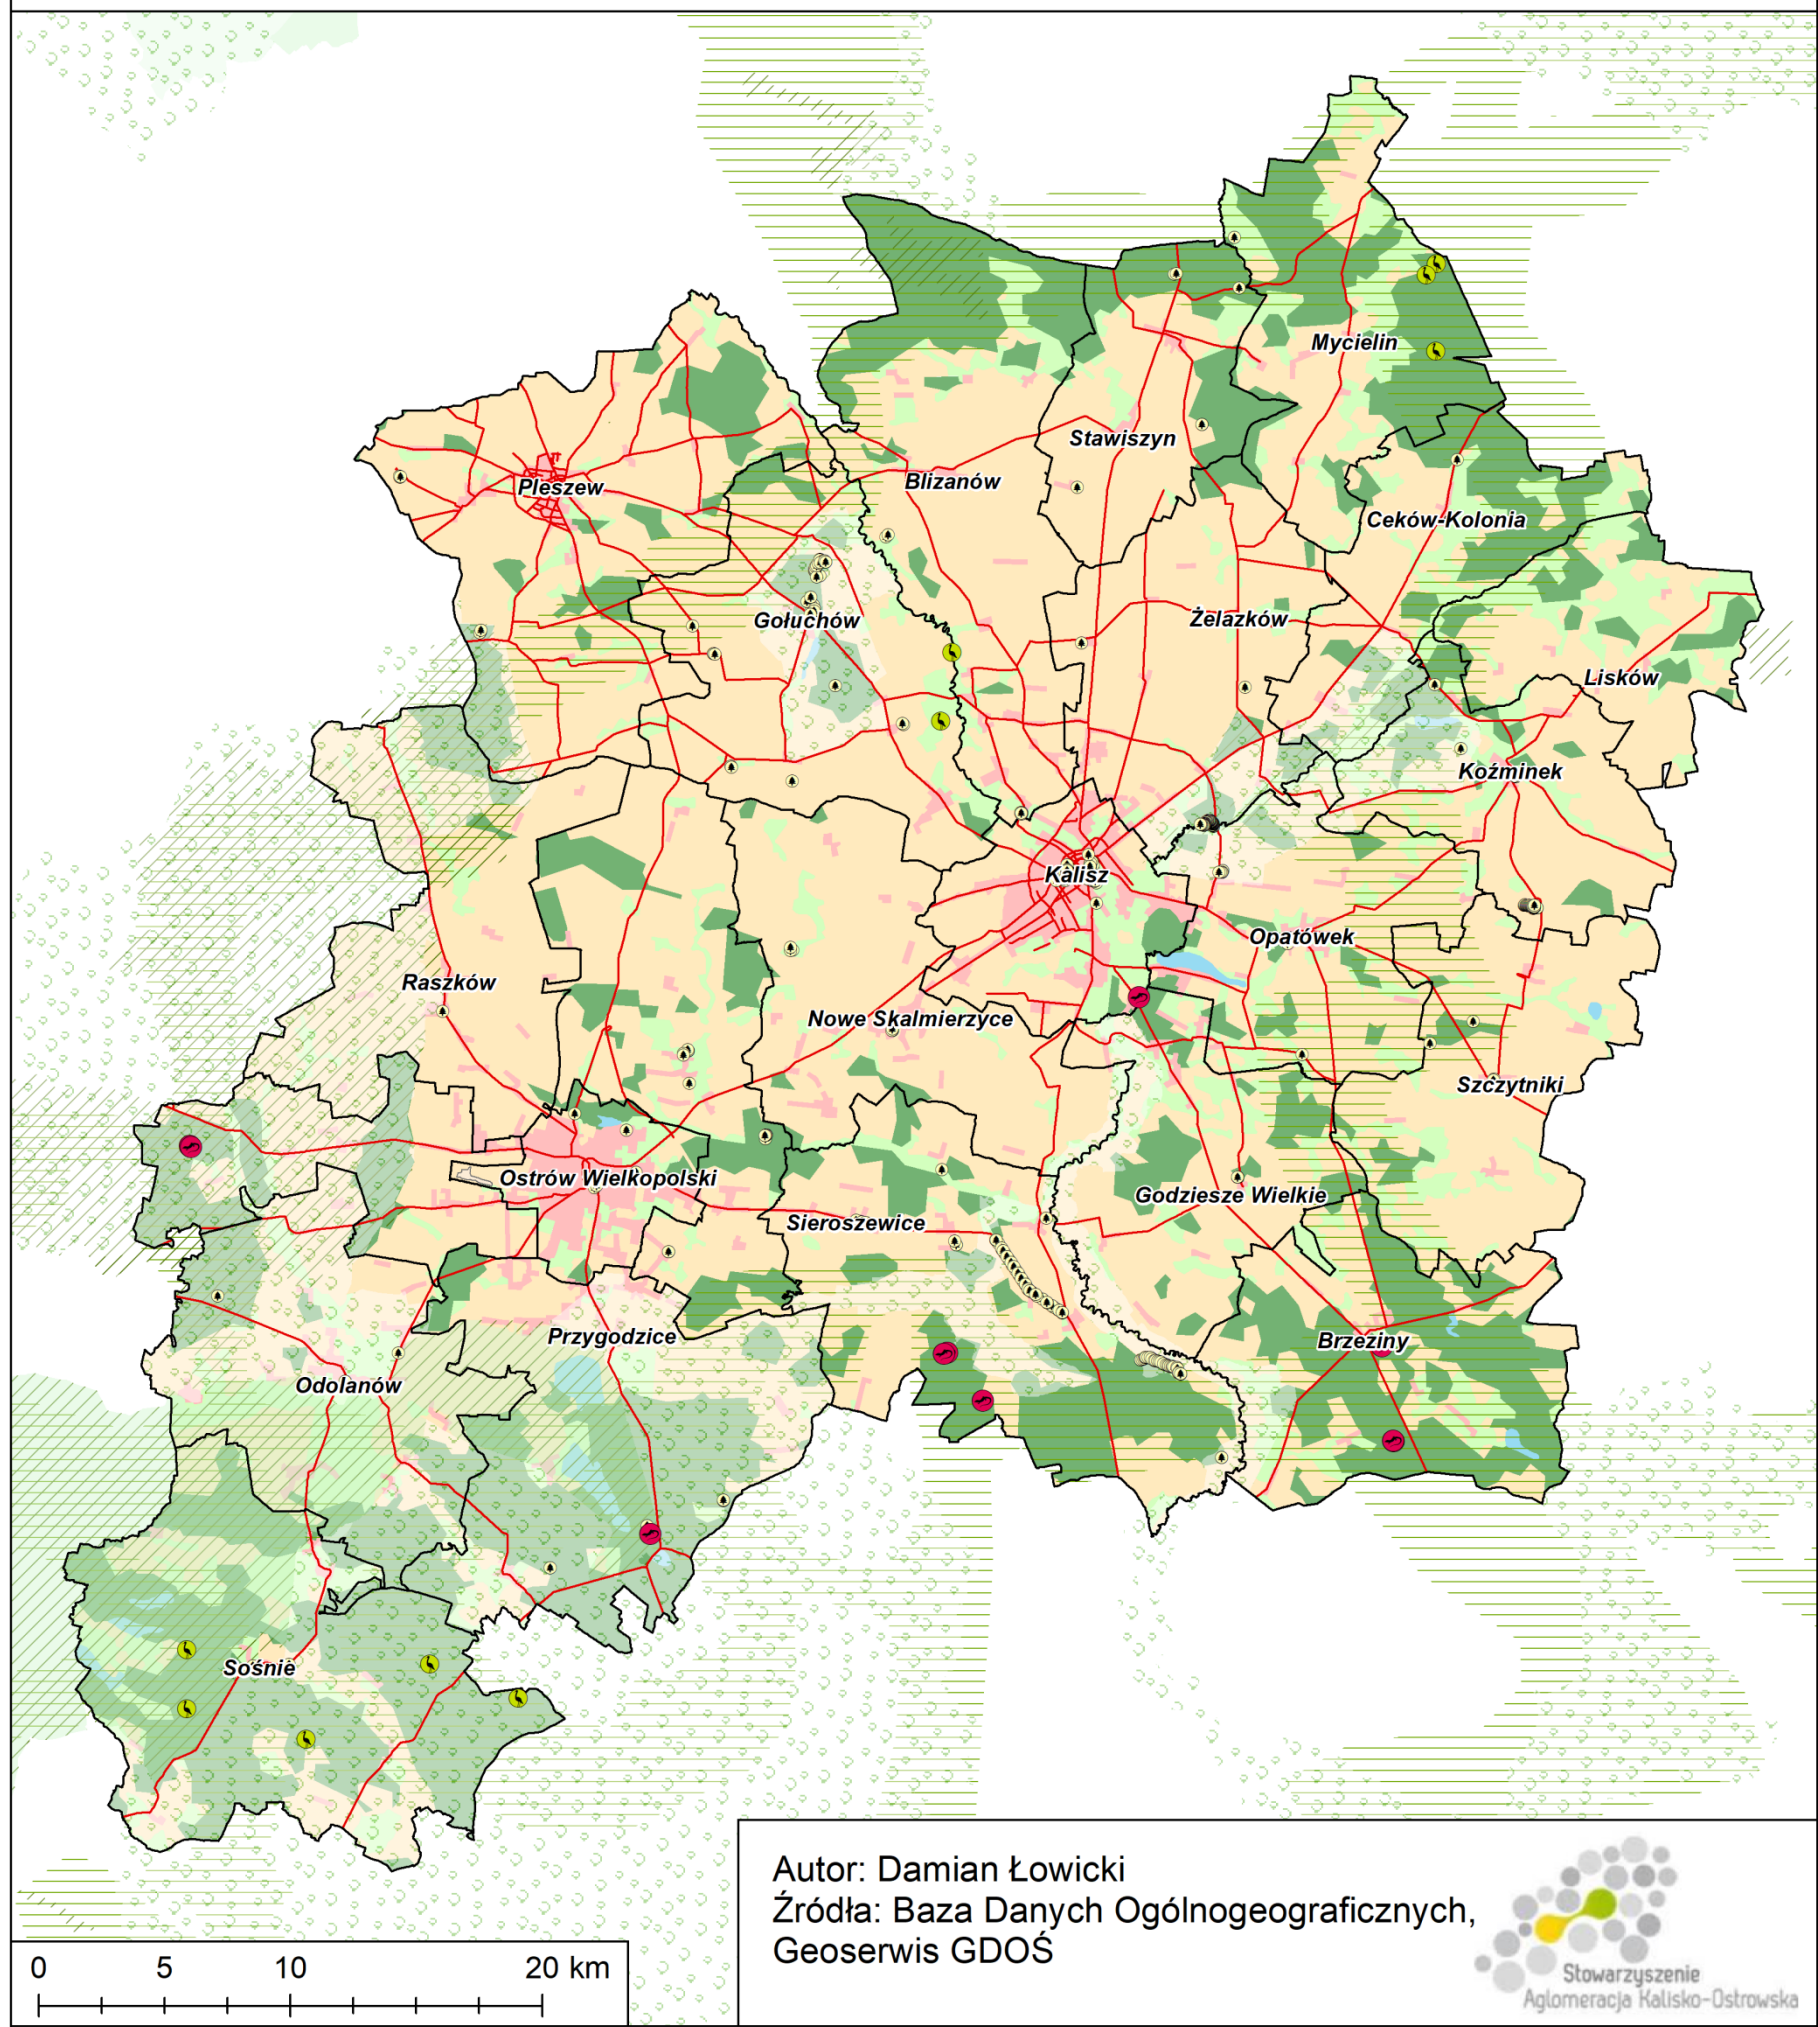 Mycielin
Stawiszyn
Blizanów
Pleszew
Ceków-Kolonia
Gołuchów
Żelazków
Lisków
Koźminek
Kalisz
Opatówek
Raszków
Nowe Skalmierzyce
Szczytniki
Ostrów Wielkopolski
Godziesze Wielkie
Sieroszewice
Przygodzice
Brzeziny
Odolanów
Sośnie
Autor: Damian Łowicki
Źródła: Baza Danych Ogólnogeograficznych,
Geoserwis GDOŚ
0 5 10 20 km
Stowarzyszenie
Aglomeracja Kalisko-Ostrowska